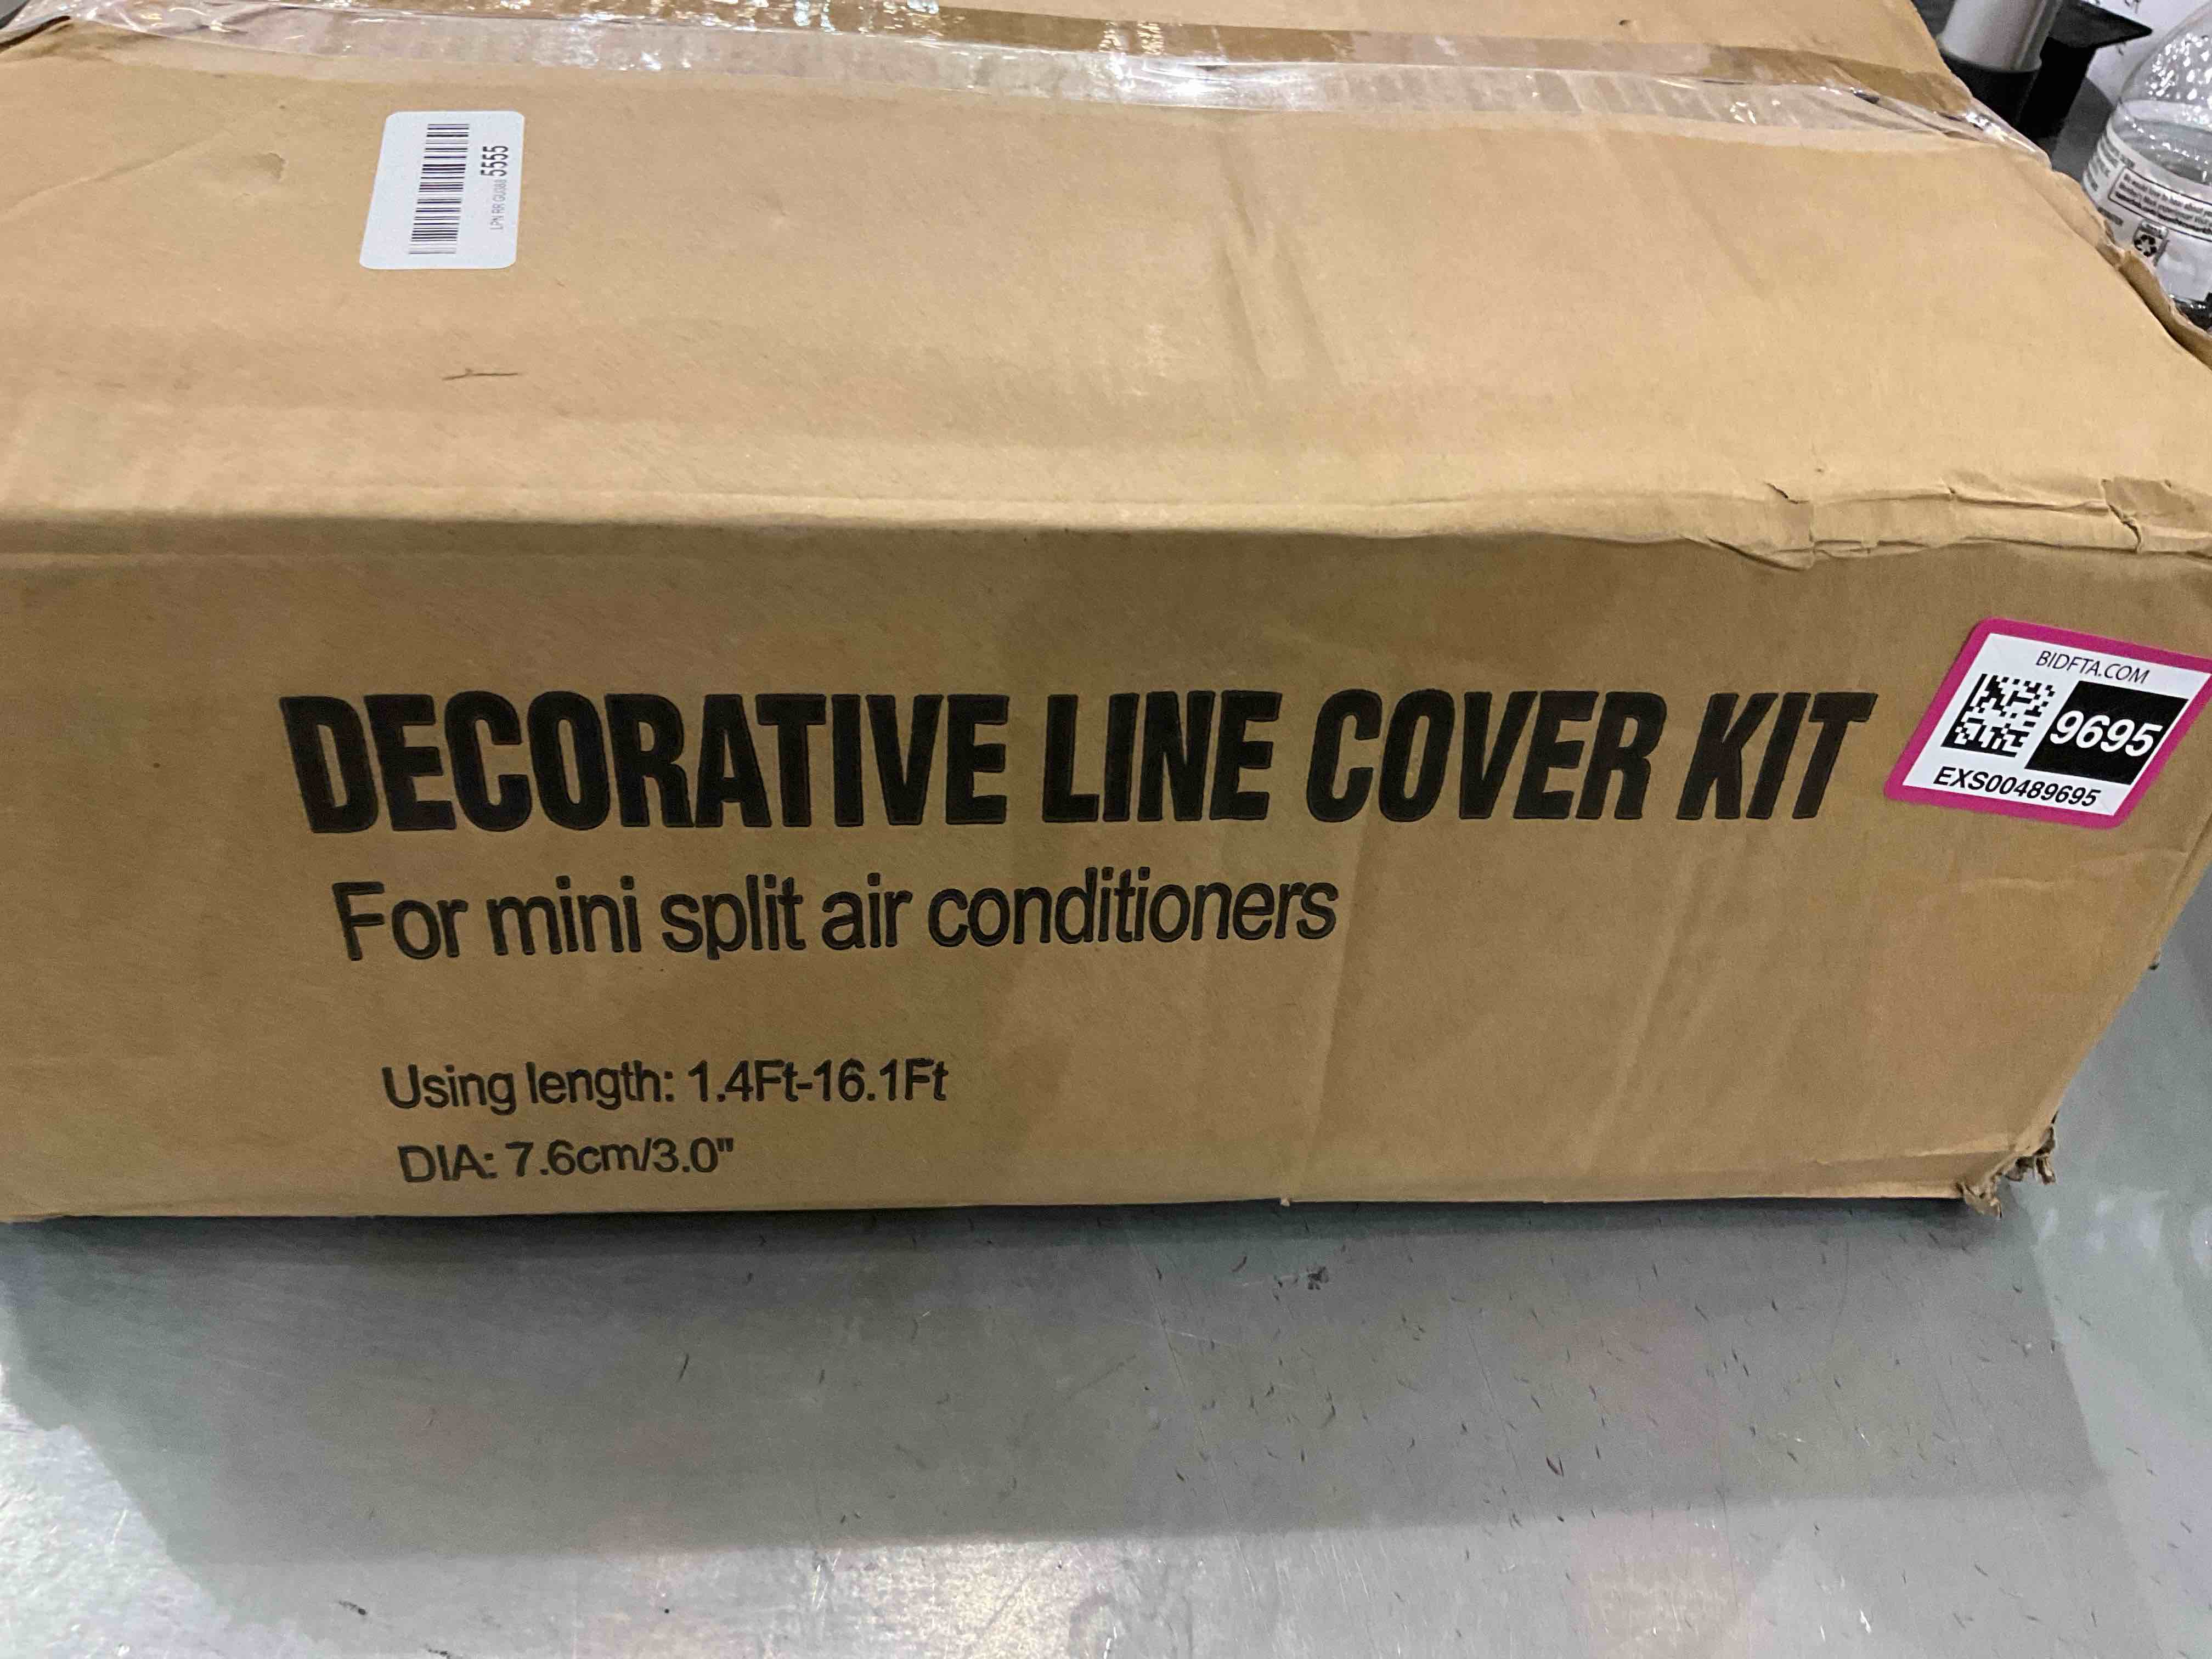 5555
DECORATIVE LINE COVER KIT
For mini split air conditioners
Using length: 1.4Ft-16.1Ft
DIA: 7.6cm/3.0"
BIDFTA.COM
9695
EXS00489695